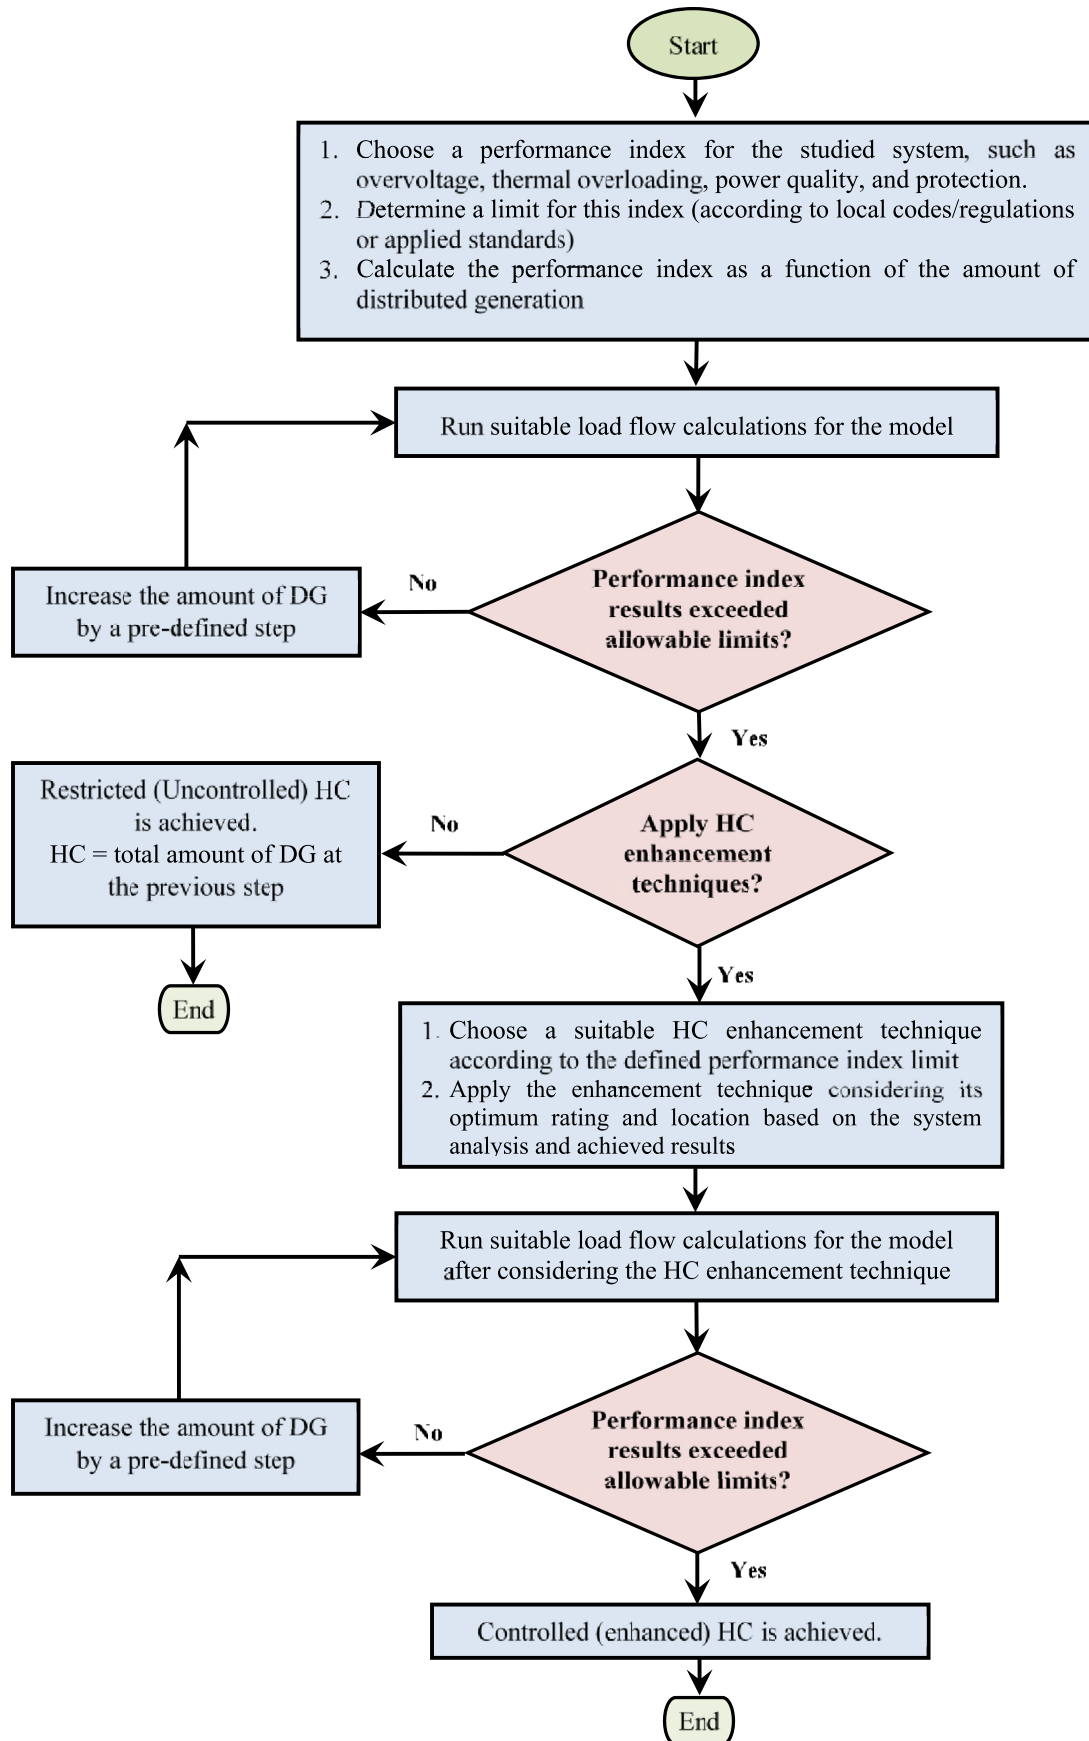 Start
1. Choose a performance index for the studied system, such as
overvoltage, thermal overloading, power quality, and protection.
2. Determine a limit for this index (according to local codes/regulations
or applied standards)
3. Calculate the performance index as a function of the amount of
distributed generation
Run suitable load flow calculations for the model
Performance index
results exceeded
allowable limits?
No
Increase the amount of DG
by a pre-defined step
Yes
Apply HC
enhancement
techniques?
No
Restricted (Uncontrolled) HC
is achieved.
HC = total amount of DG at
the previous step
End
Yes
1. Choose a suitable HC enhancement technique
according to the defined performance index limit
2. Apply the enhancement technique considering its
optimum rating and location based on the system
analysis and achieved results
Run suitable load flow calculations for the model
after considering the HC enhancement technique
Performance index
results exceeded
allowable limits?
No
Increase the amount of DG
by a pre-defined step
Yes
Controlled (enhanced) HC is achieved.
End